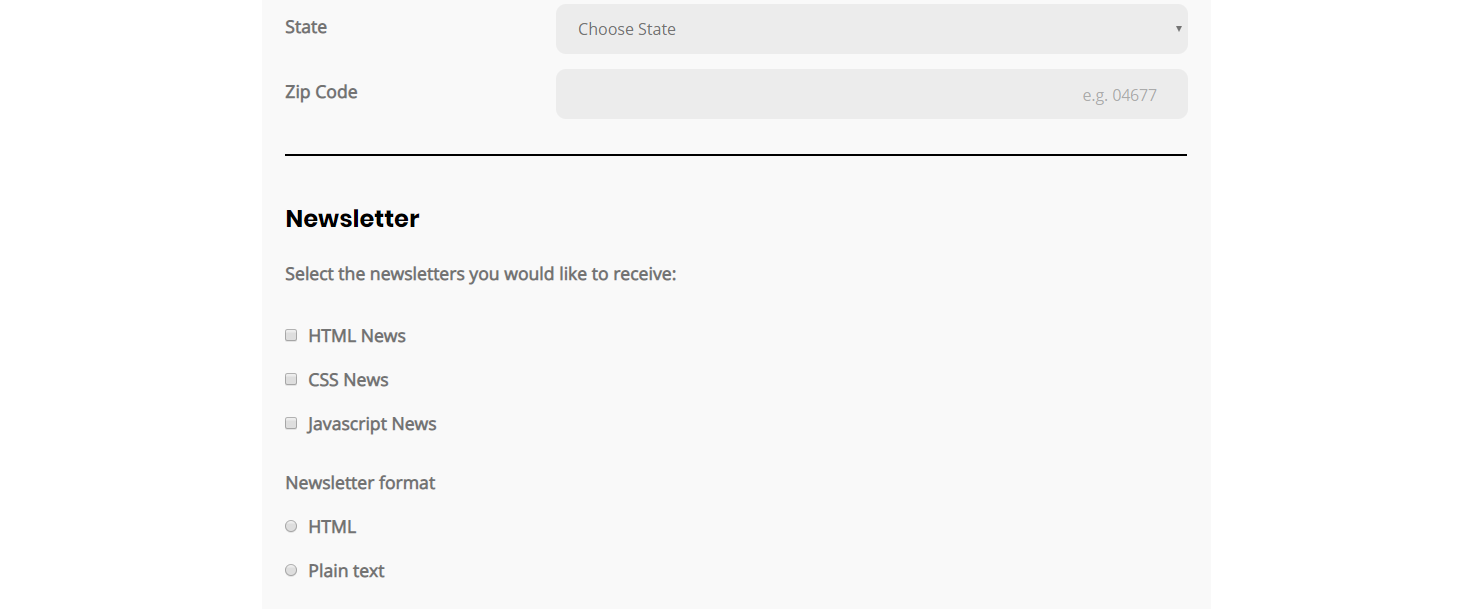 State
Choose State
Zip Code
e.g. 04677
Newsletter
Select the newsletters you would like to receive:
HTML News
CSS News
Javascript News
Newsletter format
HTML
Plain text